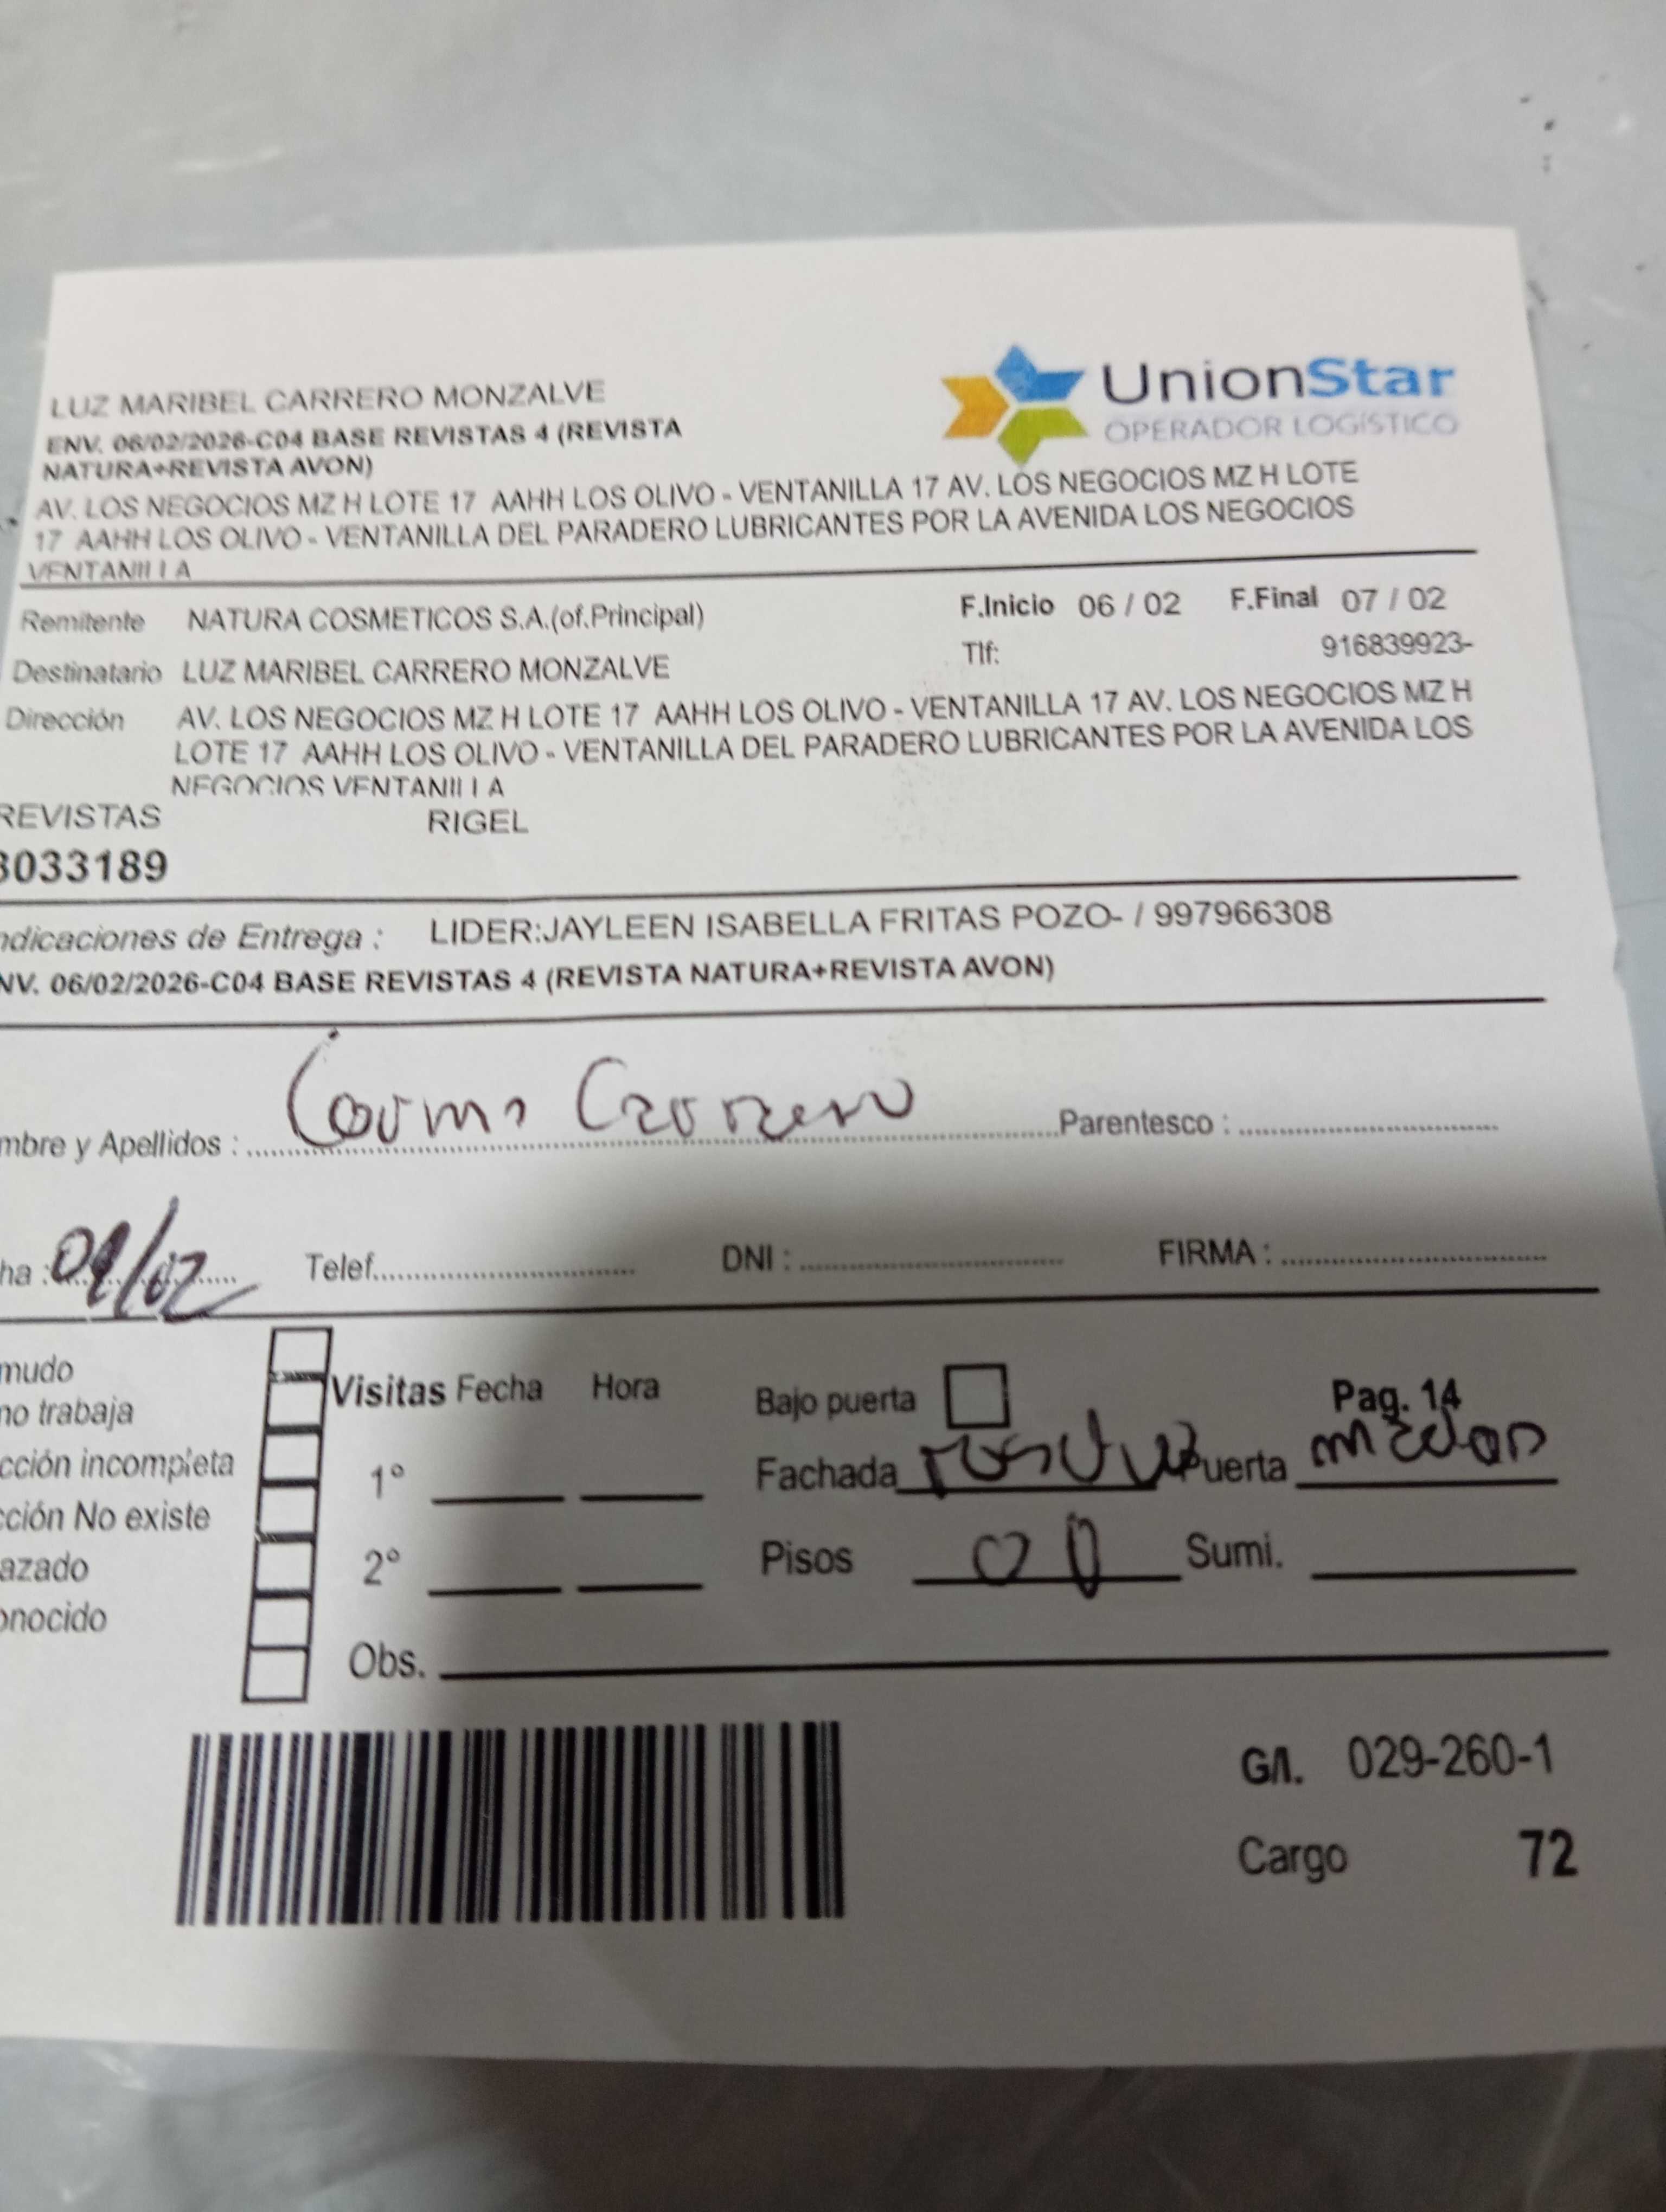 LUZ MARIBEL CARRERO MONZALVE
UnionStar
OPERADOR LOGÍSTICO
ENV. 06/02/2026-C04 BASE REVISTAS 4 (REVISTA
NATURA+REVISTA AVON)
AV. LOS NEGOCIOS MZ H LOTE 17 AAHH LOS OLIVO - VENTANILLA 17 AV. LOS NEGOCIOS MZ H LOTE
17 AAHH LOS OLIVO - VENTANILLA DEL PARADERO LUBRICANTES POR LA AVENIDA LOS NEGOCIOS
VENTANILLA
Remitente NATURA COSMETICOS S.A.(of.Principal) F.Inicio 06 / 02 F.Final 07 / 02
Destinatario LUZ MARIBEL CARRERO MONZALVE Tlf: 916839923-
Dirección AV. LOS NEGOCIOS MZ H LOTE 17 AAHH LOS OLIVO - VENTANILLA 17 AV. LOS NEGOCIOS MZ H
LOTE 17 AAHH LOS OLIVO - VENTANILLA DEL PARADERO LUBRICANTES POR LA AVENIDA LOS
NEGOCIOS VENTANILLA
REVISTAS RIGEL
3033189
ndicaciones de Entrega : LIDER:JAYLEEN ISABELLA FRITAS POZO- / 997966308
NV. 06/02/2026-C04 BASE REVISTAS 4 (REVISTA NATURA+REVISTA AVON)
mbre y Apellidos : Carrero Parentesco :
ha : Telef. DNI : FIRMA :
mudo
no trabaja
cción incompleta
cción No existe
azado
onocido
Visitas Fecha Hora
1°
2°
Obs.
Bajo puerta Pag. 14
Fachada Puerta
Pisos Sumi.
G/I. 029-260-1
Cargo 72